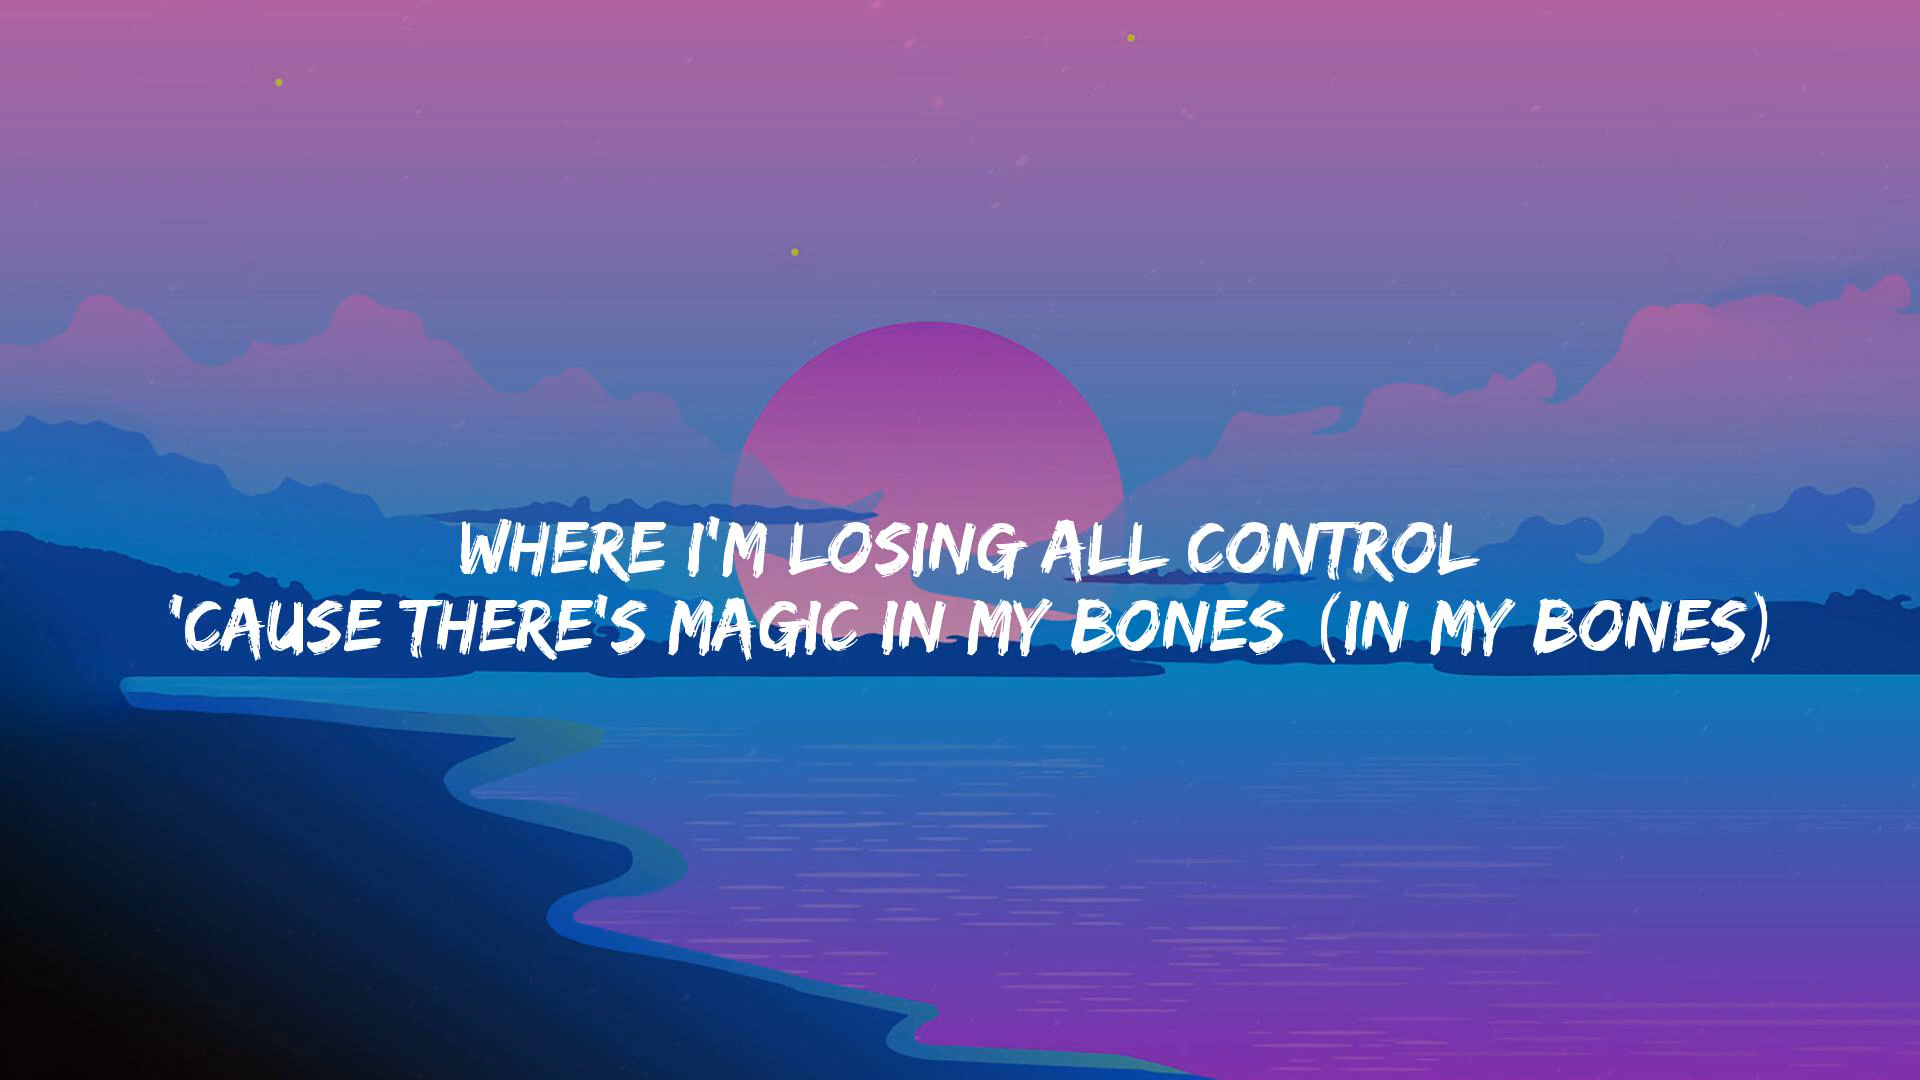 WHERE I'M LOSING ALL CONTROL
'CAUSE THERE'S MAGIC IN MY BONES (IN MY BONES)